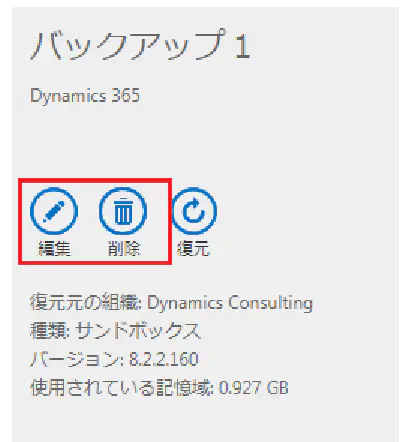 バックアップ 1
Dynamics 365
編集 削除 復元
復元元の組織: Dynamics Consulting
種類: サンドボックス
バージョン: 8.2.2.160
使用されている記憶域: 0.927 GB